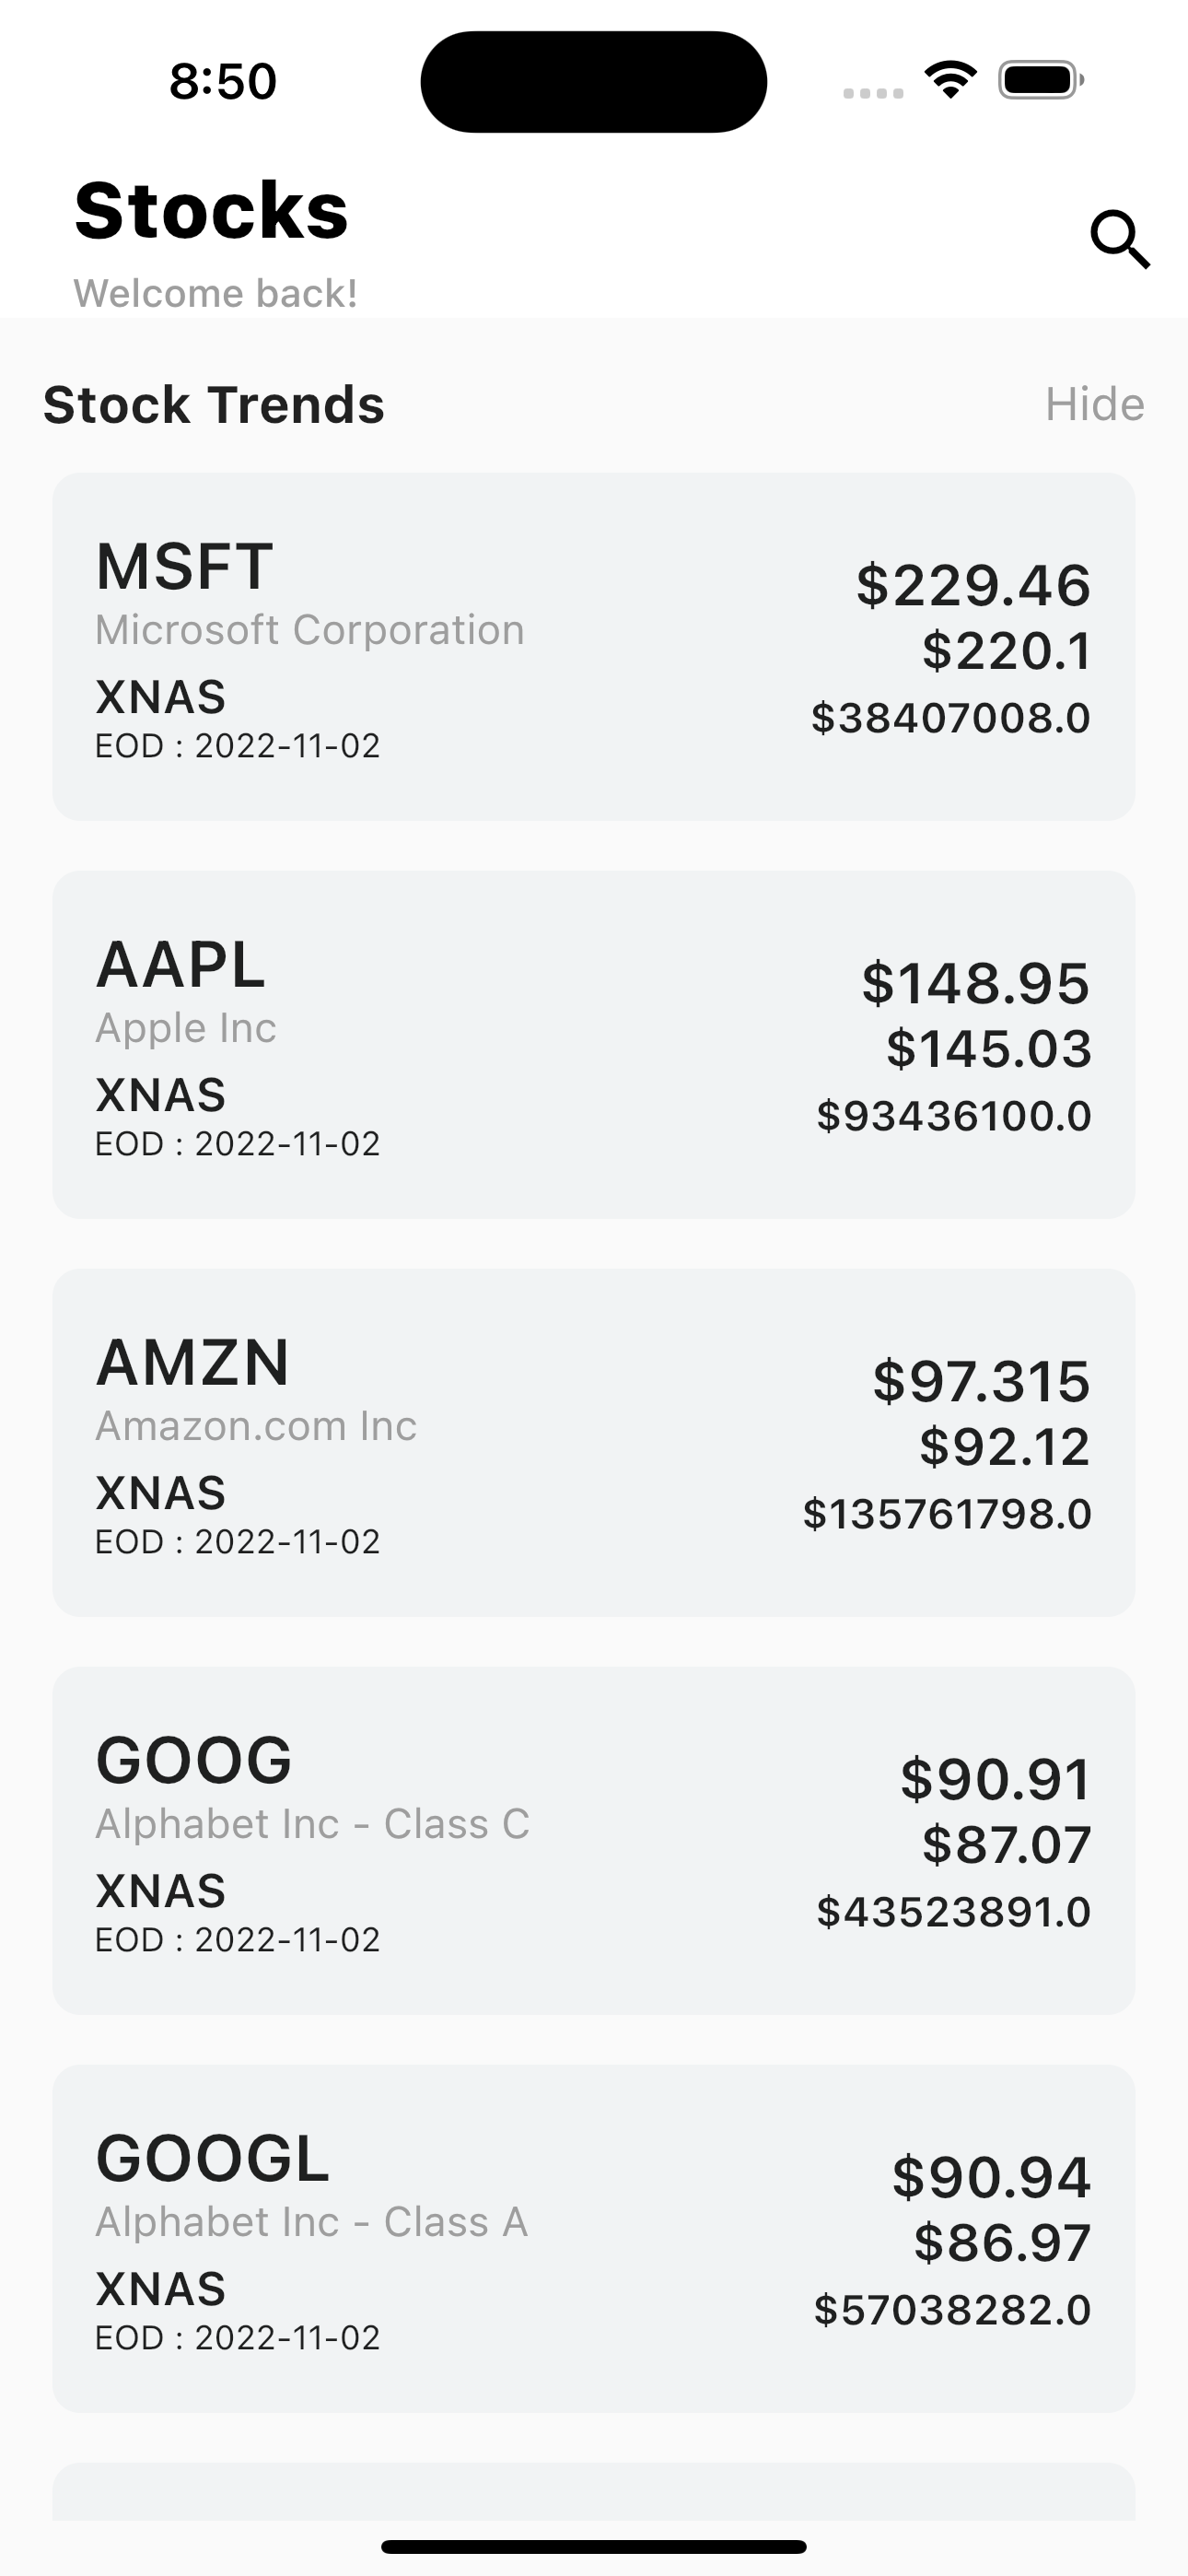 8:50
Stocks
Welcome back!
Stock Trends
Hide
MSFT
Microsoft Corporation
XNAS
EOD : 2022-11-02
$229.46
$220.1
$38407008.0
AAPL
Apple Inc
XNAS
EOD : 2022-11-02
$148.95
$145.03
$93436100.0
AMZN
Amazon.com Inc
XNAS
EOD : 2022-11-02
$97.315
$92.12
$135761798.0
GOOG
Alphabet Inc - Class C
XNAS
EOD : 2022-11-02
$90.91
$87.07
$43523891.0
GOOGL
Alphabet Inc - Class A
XNAS
EOD : 2022-11-02
$90.94
$86.97
$57038282.0